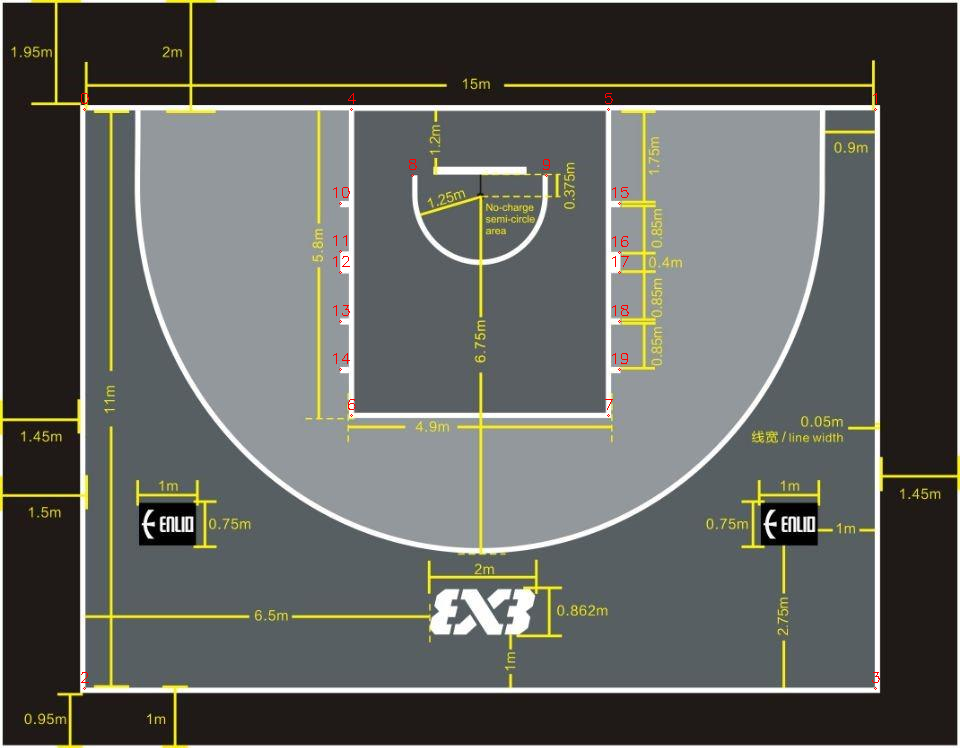 1.95m
2m
15m
0
4
5
1
1.2m
1.75m
0.9m
8
9
10
1.25m
0.375m
15
No-charge
semi-circle
area
5.8m
11
12
0.85m
16
17
0.4m
13
0.85m
18
6.75m
14
0.85m
19
11m
6
7
4.9m
0.05m
线宽 / line width
1.45m
1.5m
1m
ENLIO
0.75m
1m
0.75m
ENLIO
1m
1.45m
2m
3X3
0.862m
6.5m
1m
2.75m
2
3
0.95m
1m